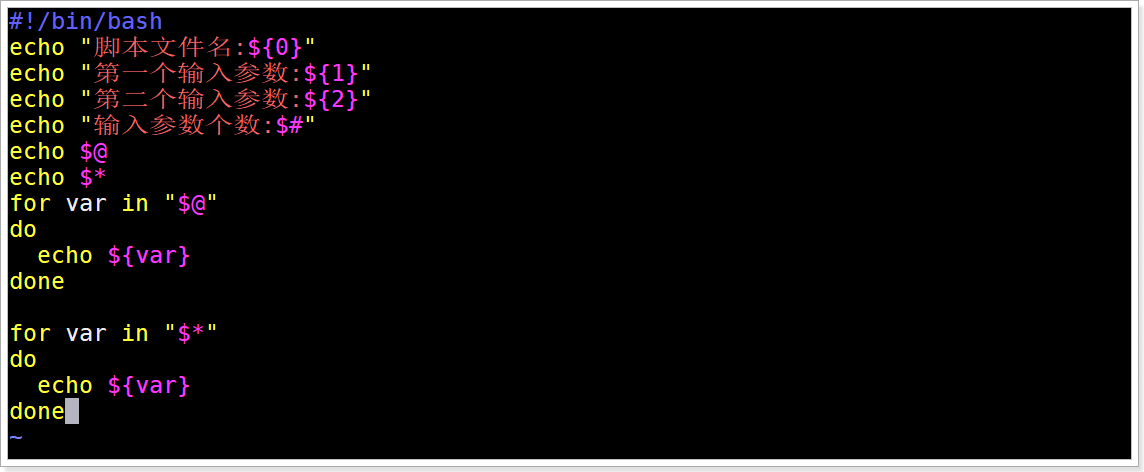 #!/bin/bash
echo "脚本文件名:${0}"
echo "第一个输入参数:${1}"
echo "第二个输入参数:${2}"
echo "输入参数个数:$#"
echo $@
echo $*
for var in "$@"
do
  echo ${var}
done

for var in "$*"
do
  echo ${var}
done
~